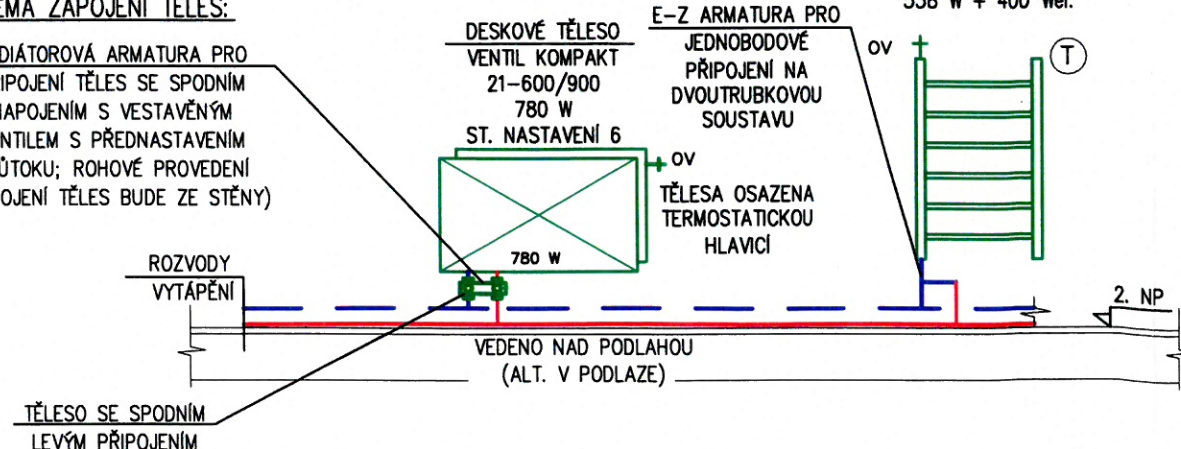 EMA ZAPOJENÍ TĚLES:
DIÁTOROVÁ ARMATURA PRO
IPOJENÍ TĚLES SE SPODNÍM
NAPOJENÍM S VESTAVĚNÝM
NTILEM S PŘEDNASTAVENÍM
ŮTOKU; ROHOVÉ PROVEDENÍ
OJENÍ TĚLES BUDE ZE STĚNY)
DESKOVÉ TĚLESO
VENTIL KOMPAKT
21-600/900
780 W
ST. NASTAVENÍ 6
OV
780 W
TĚLESA OSAZENA
TERMOSTATICKOU
HLAVICÍ
E-Z ARMATURA PRO
JEDNOBODOVÉ
PŘIPOJENÍ NA
DVOUTRUBKOVOU
SOUSTAVU
OV
T
ROZVODY
VYTÁPĚNÍ
2. NP
VEDENO NAD PODLAHOU
(ALT. V PODLAZE)
TĚLESO SE SPODNÍM
LEVÝM PŘIPOJENÍM